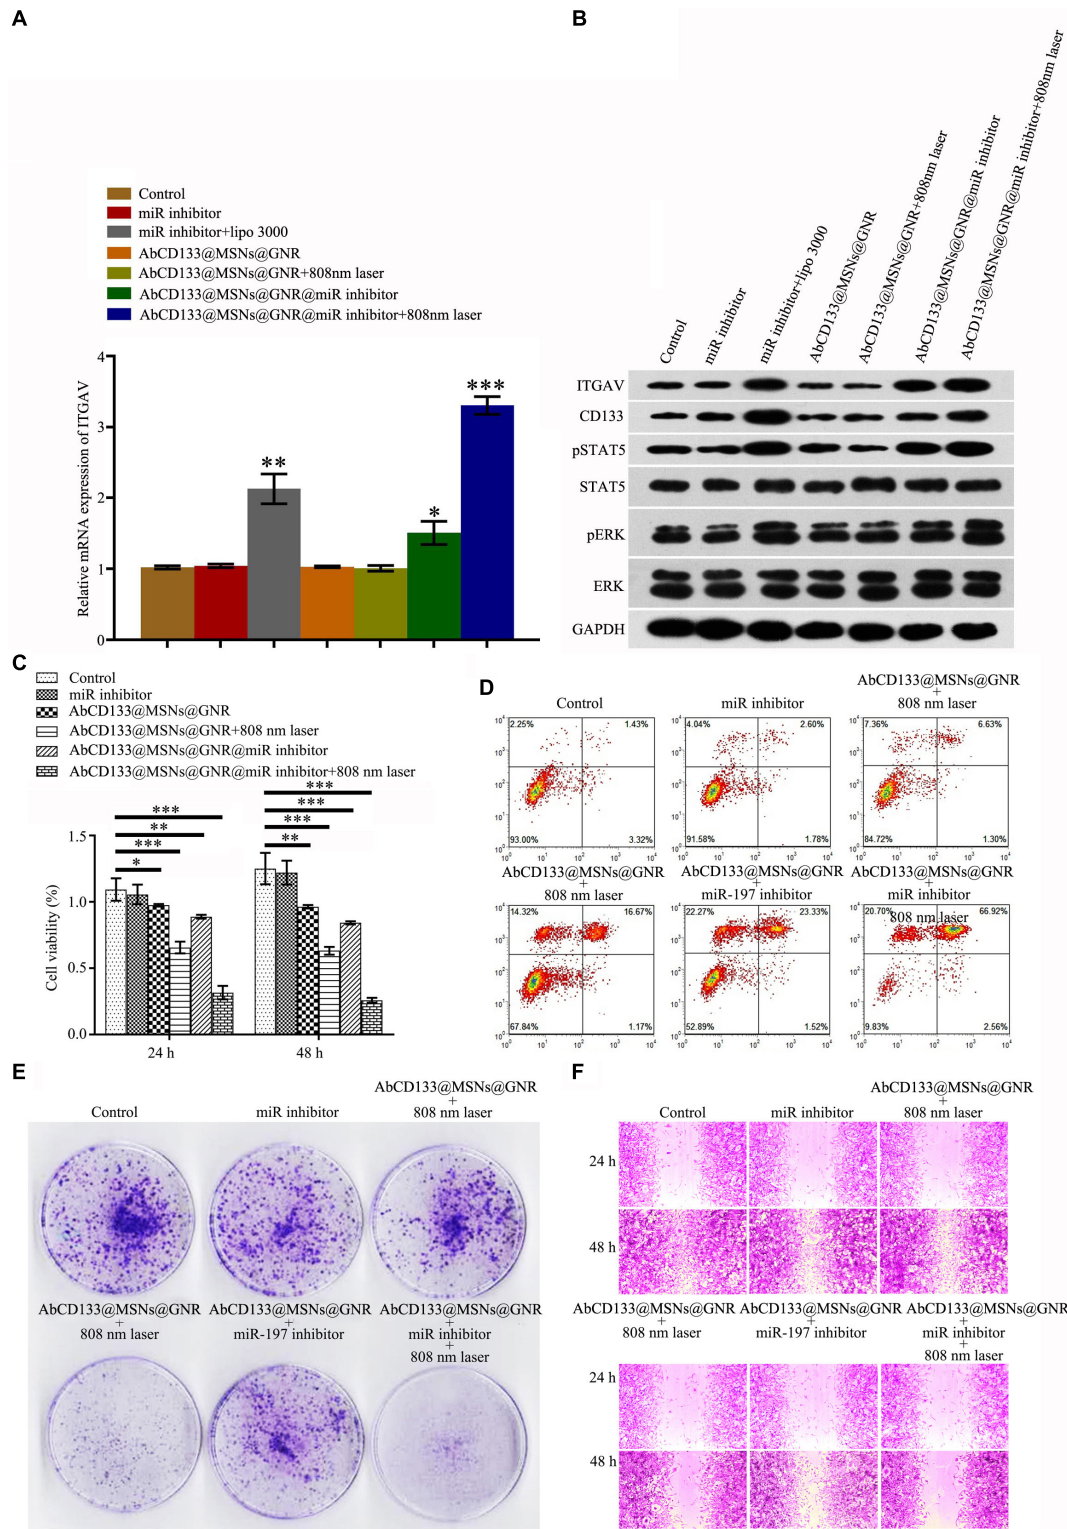 A
Control
miR inhibitor
miR inhibitor+lipo 3000
AbCD133@MSNs@GNR
AbCD133@MSNs@GNR+808nm laser
AbCD133@MSNs@GNR@miR inhibitor
AbCD133@MSNs@GNR@miR inhibitor+808nm laser
Relative mRNA expression of ITGAV
4
3
2
1
0
**
*
***
B
Control
miR inhibitor
miR inhibitor+lipo 3000
AbCD133@MSNs@GNR
AbCD133@MSNs@GNR+808nm laser
AbCD133@MSNs@GNR@miR inhibitor
AbCD133@MSNs@GNR@miR inhibitor+808nm laser
ITGAV
CD133
pSTAT5
STAT5
pERK
ERK
GAPDH
C
Control
miR inhibitor
AbCD133@MSNs@GNR
AbCD133@MSNs@GNR+808 nm laser
AbCD133@MSNs@GNR@miR inhibitor
AbCD133@MSNs@GNR@miR inhibitor+808 nm laser
Cell viability (%)
1.5
1.0
0.5
0.0
***
**
***
*
***
***
***
**
24 h
48 h
D
Control
miR inhibitor
AbCD133@MSNs@GNR
+
808 nm laser
2.25% 1.43%
93.00% 3.32%
4.04% 2.60%
91.58% 1.78%
7.36% 6.63%
84.72% 1.30%
AbCD133@MSNs@GNR
+
808 nm laser
AbCD133@MSNs@GNR
+
miR-197 inhibitor
AbCD133@MSNs@GNR
+
miR inhibitor
808 nm laser
14.32% 16.67%
67.84% 1.17%
22.27% 23.33%
52.89% 1.52%
20.70% 66.92%
9.83% 2.56%
E
Control
miR inhibitor
AbCD133@MSNs@GNR
+
808 nm laser
AbCD133@MSNs@GNR
+
808 nm laser
AbCD133@MSNs@GNR
+
miR-197 inhibitor
AbCD133@MSNs@GNR
+
miR inhibitor
+
808 nm laser
F
Control
miR inhibitor
AbCD133@MSNs@GNR
+
808 nm laser
24 h
48 h
AbCD133@MSNs@GNR
+
808 nm laser
AbCD133@MSNs@GNR
+
miR-197 inhibitor
AbCD133@MSNs@GNR
+
miR inhibitor
+
808 nm laser
24 h
48 h